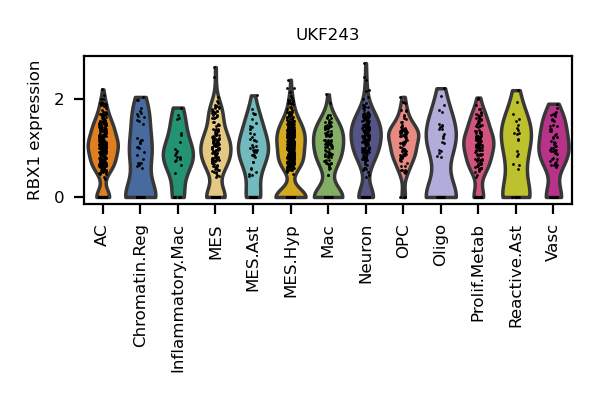 UKF243
RBX1 expression
2
0
AC
Chromatin.Reg
Inflammatory.Mac
MES
MES.Ast
MES.Hyp
Mac
Neuron
OPC
Oligo
Prolif.Metab
Reactive.Ast
Vasc